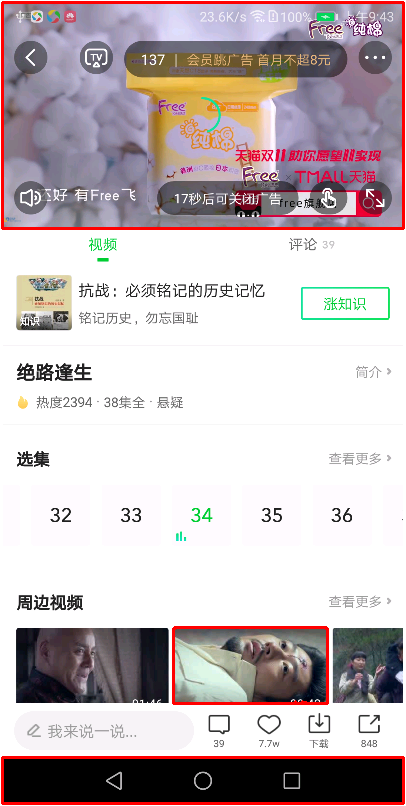 23.6K/s 100% 上午9:43
Free 纯棉
TV
137 | 会员跳广告 首月不超8元
Free
纯棉
天猫双11 助你愿望11实现
Free × TMALL天猫
好 有Free飞
17秒后可关闭广告
free旗舰
视频
评论 39
知识
抗战：必须铭记的历史记忆
铭记历史，勿忘国耻
涨知识
绝路逢生
简介
热度2394 · 38集全 · 悬疑
选集
查看更多
32 33 34 35 36
周边视频
查看更多
我来说一说...
39 7.7w 下载 848